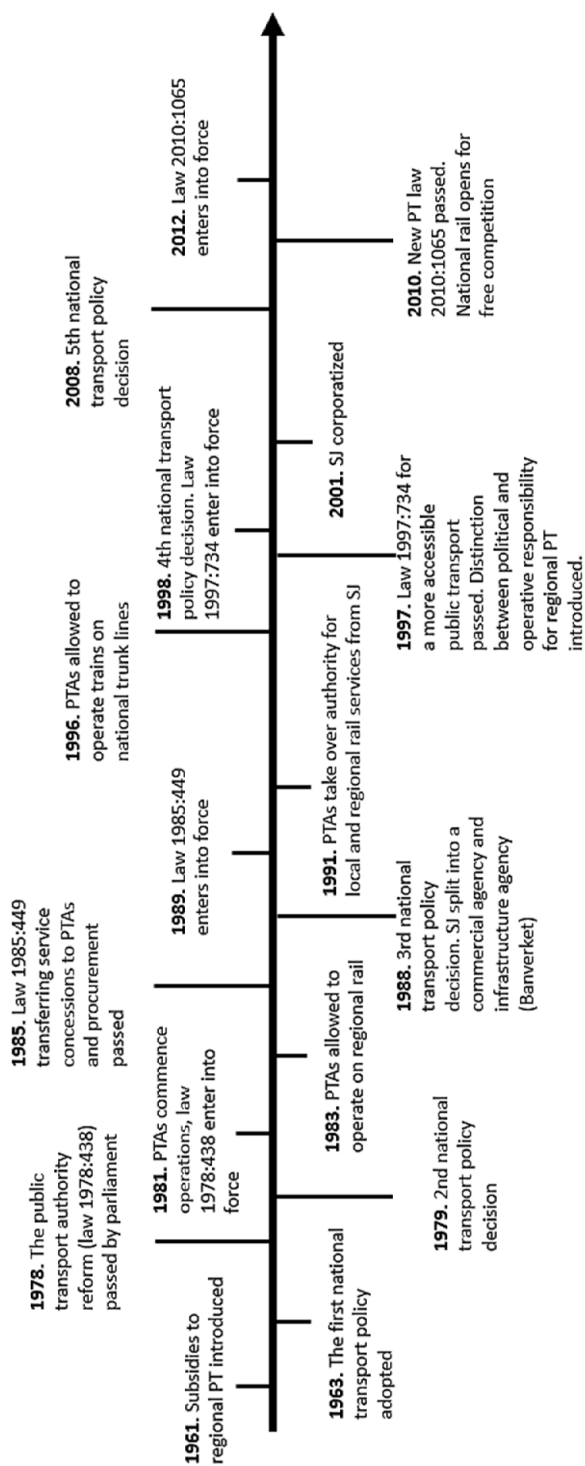 1961. Subsidies to
regional PT introduced
1963. The first national
transport policy
adopted
1978. The public
transport authority
reform (law 1978:438)
passed by parliament
1979. 2nd national
transport policy
decision
1981. PTAs commence
operations, law
1978:438 enter into
force
1983. PTAs allowed to
operate on regional rail
1985. Law 1985:449
transferring service
concessions to PTAs
and procurement
passed
1988. 3rd national
transport policy
decision. SJ split into a
commercial agency and
infrastructure agency
(Banverket)
1989. Law 1985:449
enters into force
1991. PTAs take over authority for
local and regional rail services from SJ
1996. PTAs allowed to
operate trains on
national trunk lines
1997. Law 1997:734 for
a more accessible
public transport
passed. Distinction
between political and
operative responsibility
for regional PT
introduced.
1998. 4th national transport
policy decision. Law
1997:734 enter into force
2001. SJ corporatized
2008. 5th national
transport policy
decision
2010. New PT law
2010:1065 passed.
National rail opens for
free competition
2012. Law 2010:1065
enters into force